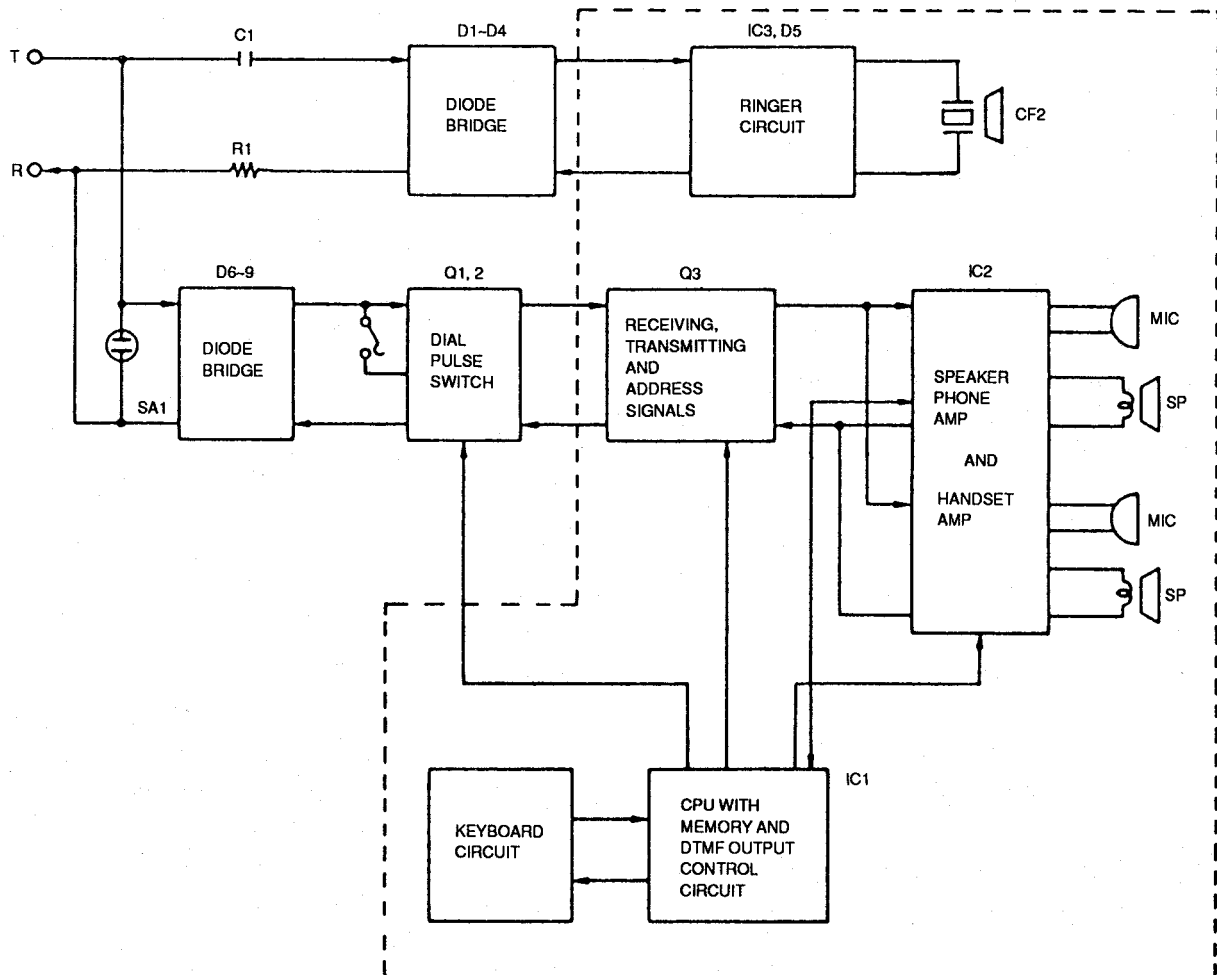 C1
D1~D4
IC3, D5
T
DIODE
BRIDGE
RINGER
CIRCUIT
CF2
R1
R
D6~9
Q1, 2
Q3
IC2
DIODE
BRIDGE
SA1
DIAL
PULSE
SWITCH
RECEIVING,
TRANSMITTING
AND
ADDRESS
SIGNALS
SPEAKER
PHONE
AMP
AND
HANDSET
AMP
MIC
SP
MIC
SP
IC1
KEYBOARD
CIRCUIT
CPU WITH
MEMORY AND
DTMF OUTPUT
CONTROL
CIRCUIT